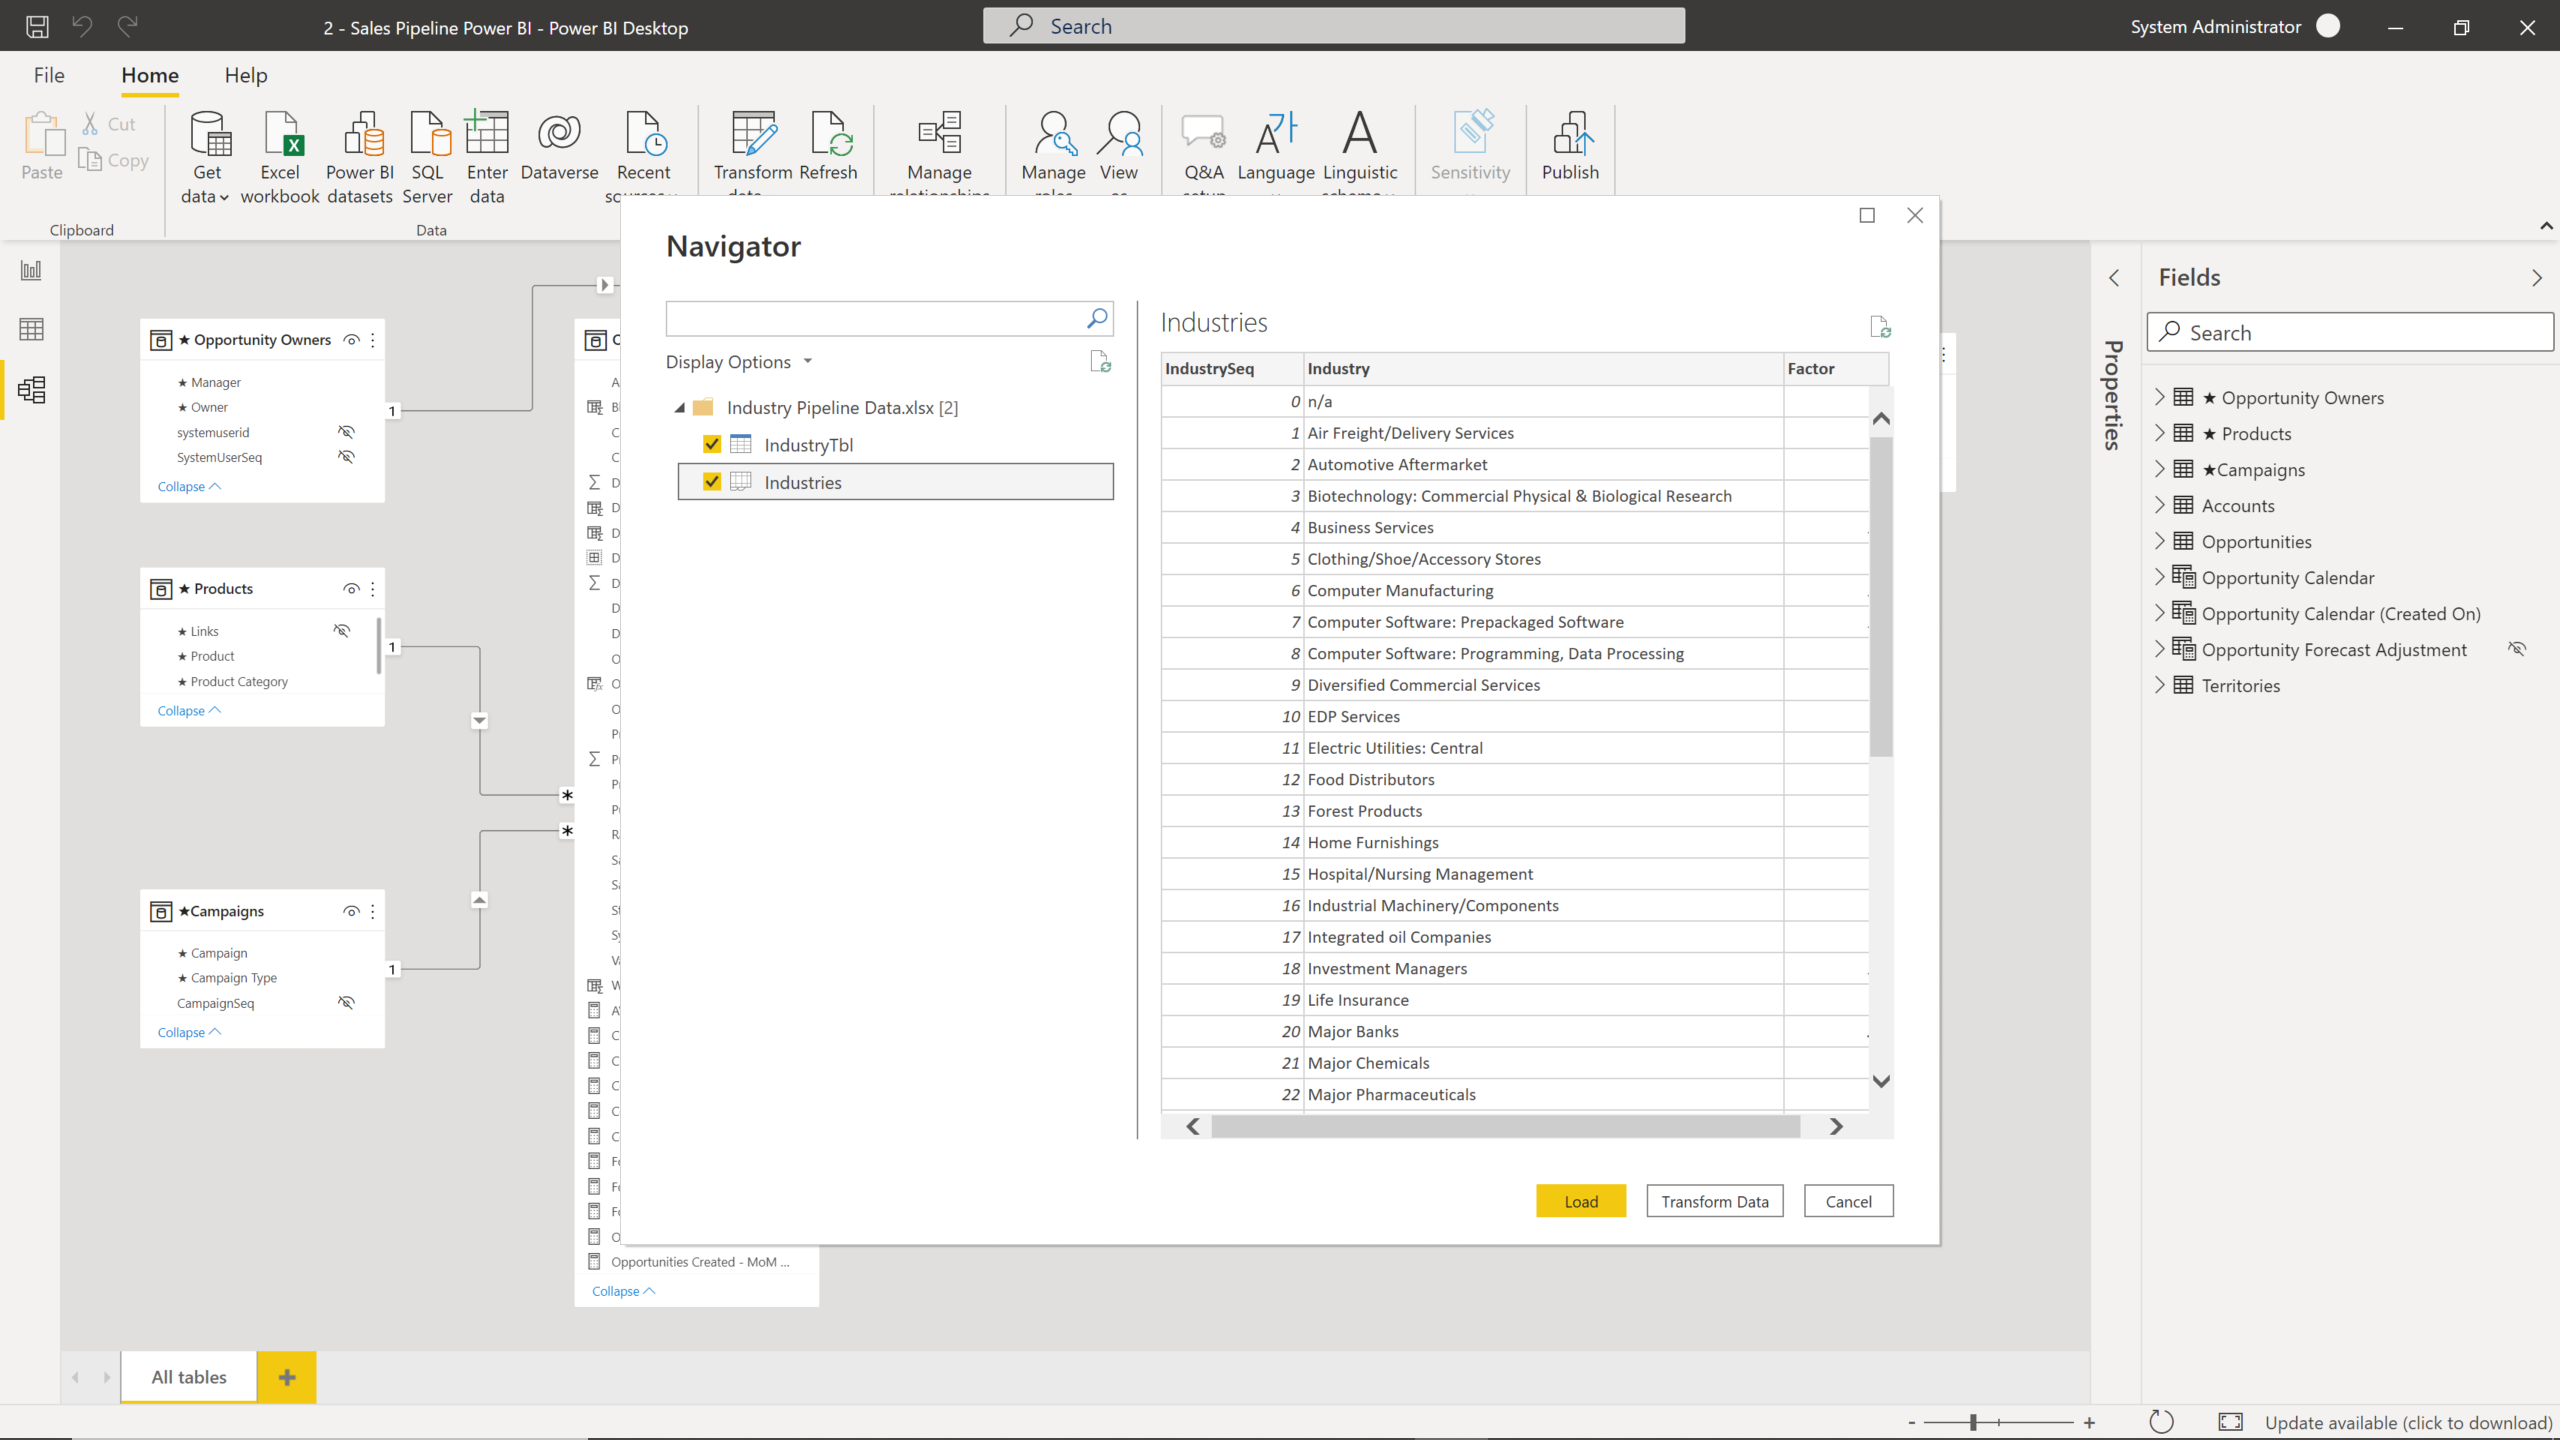 2 - Sales Pipeline Power BI - Power BI Desktop
Search
System Administrator
File Home Help
Paste
Cut
Copy
Clipboard
Get data
Excel workbook
Power BI datasets
SQL Server
Enter data
Dataverse
Recent
Data
Transform
Refresh
Manage
Manage
View
Q&A
Language
Linguistic
Sensitivity
Publish
★ Opportunity Owners
★ Manager
★ Owner
systemuserid
SystemUserSeq
Collapse
1
★ Products
★ Links
★ Product
★ Product Category
Collapse
1
★Campaigns
★ Campaign
★ Campaign Type
CampaignSeq
Collapse
1
*
*
Opportunities Created - MoM ...
Collapse
Navigator
Display Options
Industry Pipeline Data.xlsx [2]
IndustryTbl
Industries
Industries
IndustrySeq Industry Factor
0 n/a
1 Air Freight/Delivery Services
2 Automotive Aftermarket
3 Biotechnology: Commercial Physical & Biological Research
4 Business Services
5 Clothing/Shoe/Accessory Stores
6 Computer Manufacturing
7 Computer Software: Prepackaged Software
8 Computer Software: Programming, Data Processing
9 Diversified Commercial Services
10 EDP Services
11 Electric Utilities: Central
12 Food Distributors
13 Forest Products
14 Home Furnishings
15 Hospital/Nursing Management
16 Industrial Machinery/Components
17 Integrated oil Companies
18 Investment Managers
19 Life Insurance
20 Major Banks
21 Major Chemicals
22 Major Pharmaceuticals
Load
Transform Data
Cancel
Properties
Fields
Search
★ Opportunity Owners
★ Products
★Campaigns
Accounts
Opportunities
Opportunity Calendar
Opportunity Calendar (Created On)
Opportunity Forecast Adjustment
Territories
All tables
+
- +
Update available (click to download)